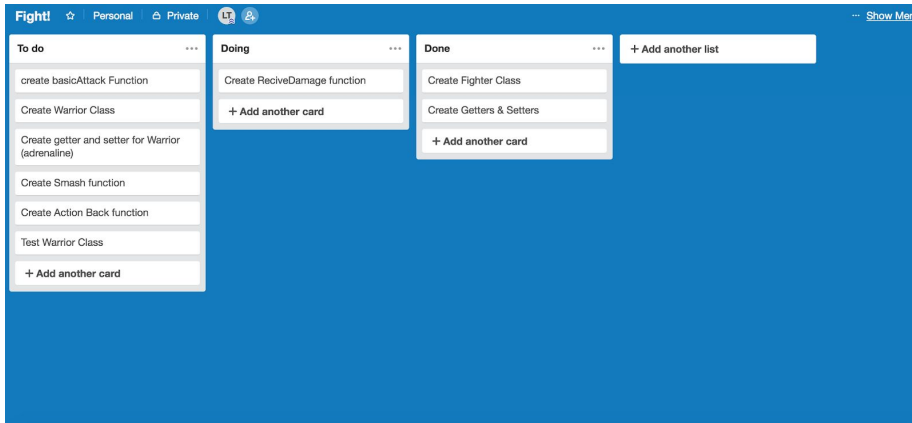 Fight! Personal Private LT ... Show Men
To do ...
create basicAttack Function
Create Warrior Class
Create getter and setter for Warrior
(adrenaline)
Create Smash function
Create Action Back function
Test Warrior Class
+ Add another card
Doing ...
Create ReciveDamage function
+ Add another card
Done ...
Create Fighter Class
Create Getters & Setters
+ Add another card
+ Add another list